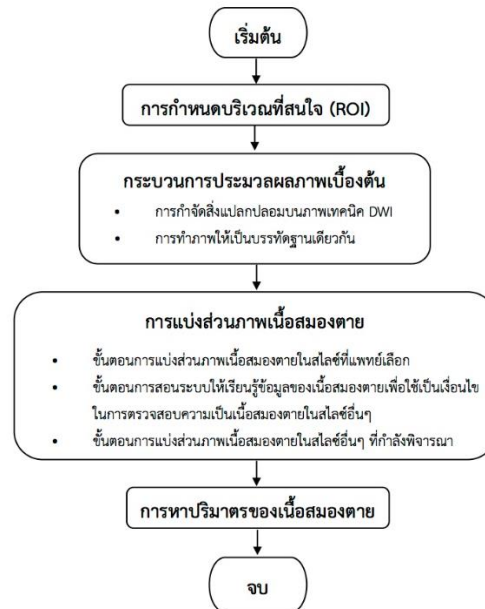 เริ่มต้น
การกำหนดบริเวณที่สนใจ (ROI)
กระบวนการประมวลผลภาพเบื้องต้น
• การกำจัดสิ่งแปลกปลอมบนภาพเทคนิค DWI
• การทำภาพให้เป็นบรรทัดฐานเดียวกัน
การแบ่งส่วนภาพเนื้อสมองตาย
• ขั้นตอนการแบ่งส่วนภาพเนื้อสมองตายในสไลซ์ที่แพทย์เลือก
• ขั้นตอนการสอนระบบให้เรียนรู้ข้อมูลของเนื้อสมองตายเพื่อใช้เป็นเงื่อนไข
ในการตรวจสอบความเป็นเนื้อสมองตายในสไลซ์อื่นๆ
• ขั้นตอนการแบ่งส่วนภาพเนื้อสมองตายในสไลซ์อื่นๆ ที่กำลังพิจารณา
การหาปริมาตรของเนื้อสมองตาย
จบ